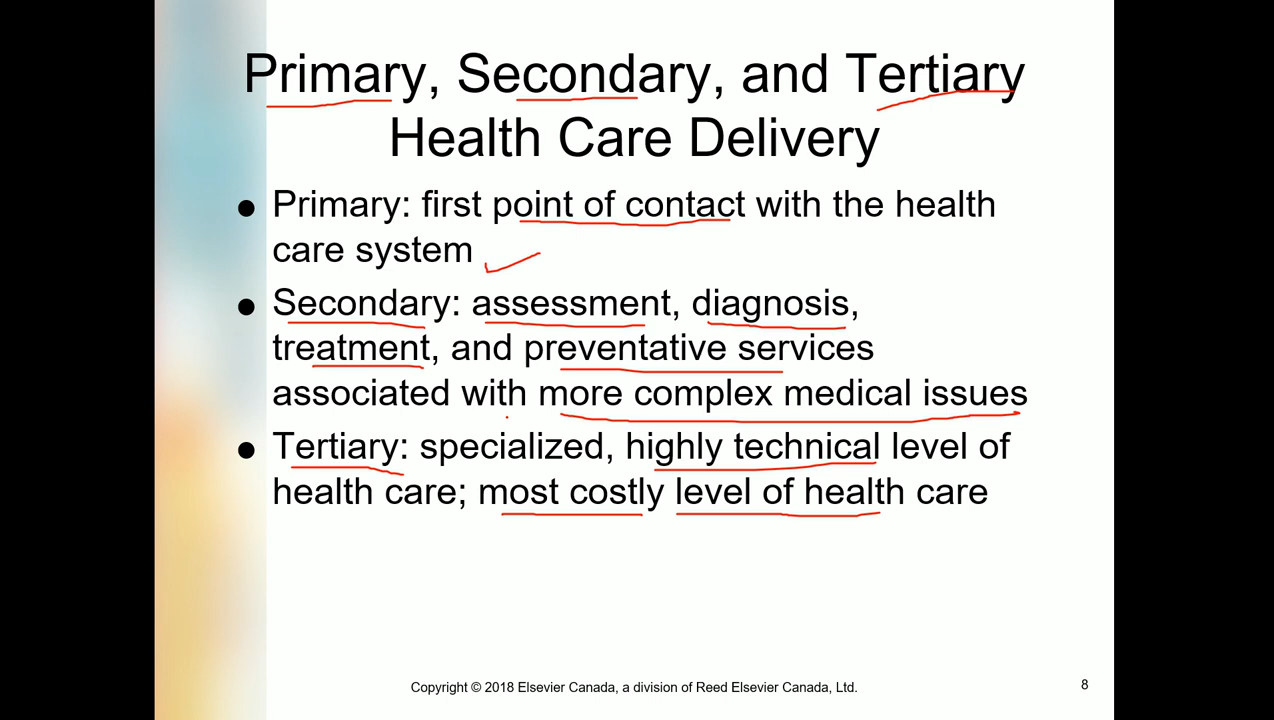 Primary, Secondary, and Tertiary
Health Care Delivery
● Primary: first point of contact with the health
care system
● Secondary: assessment, diagnosis,
treatment, and preventative services
associated with more complex medical issues
● Tertiary: specialized, highly technical level of
health care; most costly level of health care
Copyright © 2018 Elsevier Canada, a division of Reed Elsevier Canada, Ltd.
8